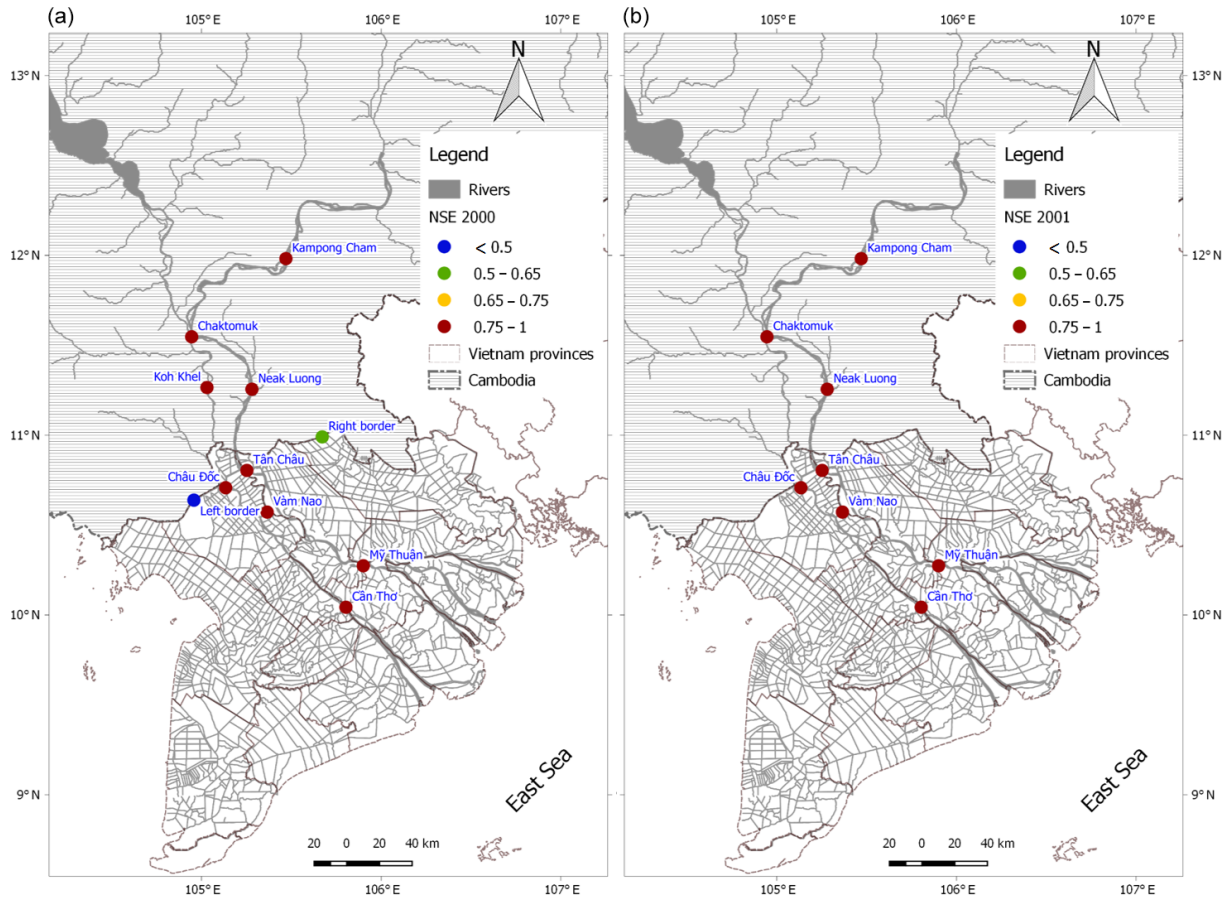 (a)
105° E
106° E
107° E
13° N
12° N
11° N
10° N
9° N
N
Legend
Rivers
NSE 2000
< 0.5
0.5 – 0.65
0.65 – 0.75
0.75 – 1
Vietnam provinces
Cambodia
Kampong Cham
Chaktomuk
Koh Khel
Neak Luong
Right border
Tân Châu
Châu Đốc
Left border
Vàm Nao
Mỹ Thuận
Cần Thơ
East Sea
20 0 20 40 km
105° E
106° E
107° E
(b)
105° E
106° E
107° E
N
Legend
Rivers
NSE 2001
< 0.5
0.5 – 0.65
0.65 – 0.75
0.75 – 1
Vietnam provinces
Cambodia
Kampong Cham
Chaktomuk
Neak Luong
Tân Châu
Châu Đốc
Vàm Nao
Mỹ Thuận
Cần Thơ
East Sea
20 0 20 40 km
13° N
12° N
11° N
10° N
9° N
105° E
106° E
107° E